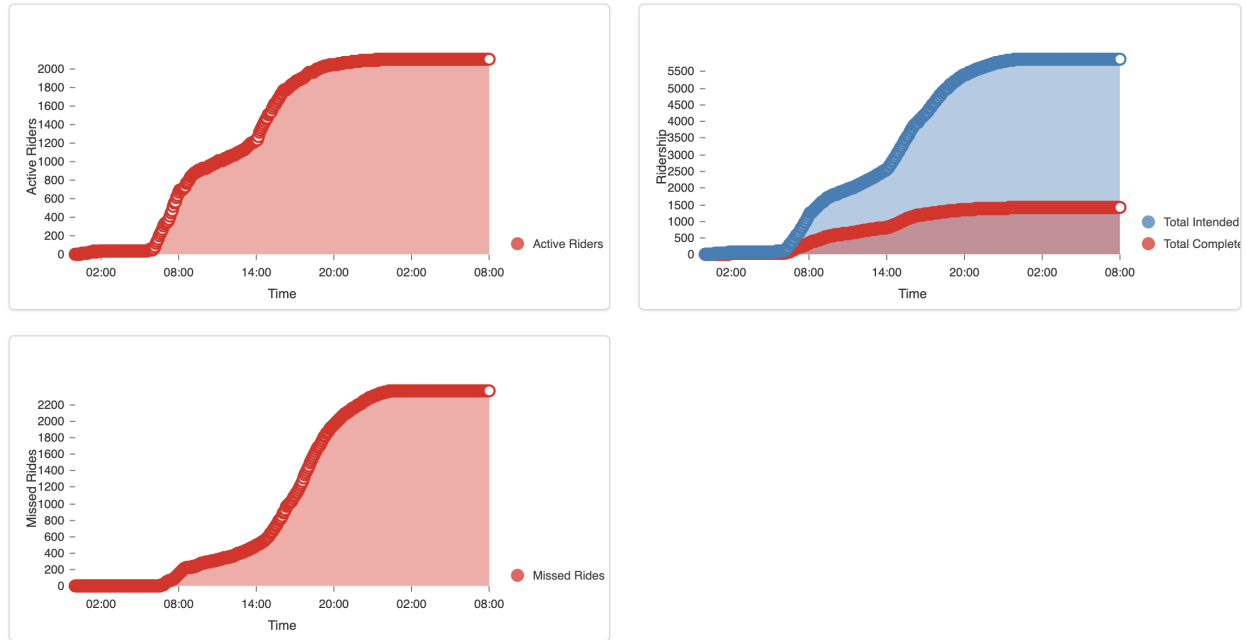 2000
1800
1600
1400
1200
1000
800
600
400
200
0
Active Riders
02:00 08:00 14:00 20:00 02:00 08:00
Time
Active Riders
5500
5000
4500
4000
3500
3000
2500
2000
1500
1000
500
0
Ridership
02:00 08:00 14:00 20:00 02:00 08:00
Time
Total Intended
Total Complete
2200
2000
1800
1600
1400
1200
1000
800
600
400
200
0
Missed Rides
02:00 08:00 14:00 20:00 02:00 08:00
Time
Missed Rides